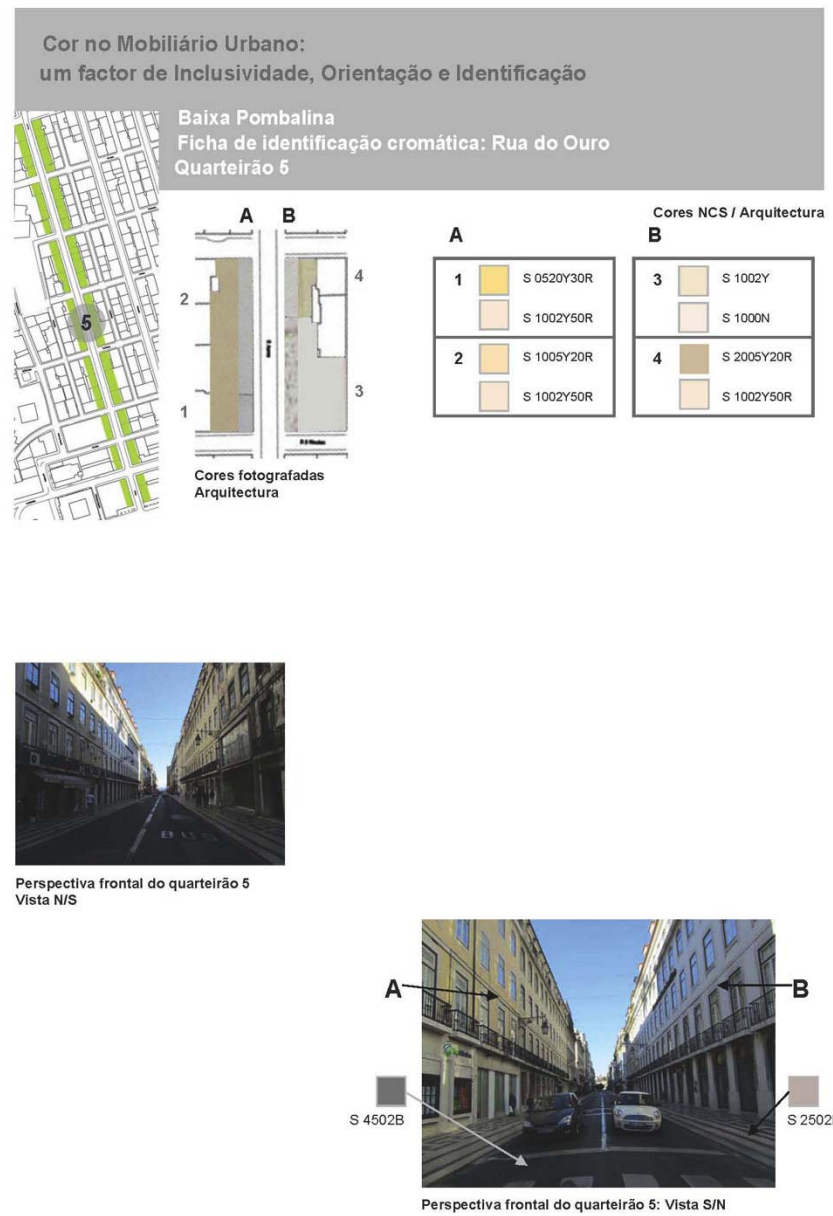 Cor no Mobiliário Urbano:
um factor de Inclusividade, Orientação e Identificação
Baixa Pombalina
Ficha de identificação cromática: Rua do Ouro
Quarteirão 5
5
A B
2
1
4
3
Cores fotografadas
Arquitectura
Cores NCS / Arquitectura
A
1 S 0520Y30R
S 1002Y50R
2 S 1005Y20R
S 1002Y50R
B
3 S 1002Y
S 1000N
4 S 2005Y20R
S 1002Y50R
BUS
Perspectiva frontal do quarteirão 5
Vista N/S
A
B
S 4502B
S 2502
Perspectiva frontal do quarteirão 5: Vista S/N